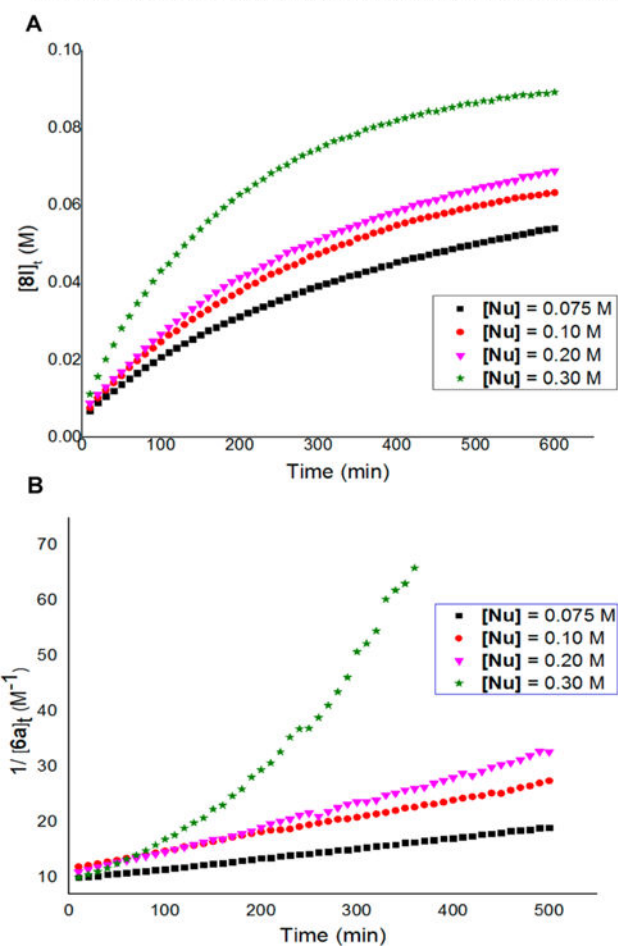 A
0.10
0.08
0.06
0.04
0.02
0.00
[8l]t (M)
[Nu] = 0.075 M
[Nu] = 0.10 M
[Nu] = 0.20 M
[Nu] = 0.30 M
0 100 200 300 400 500 600
Time (min)
B
70
60
50
40
30
20
10
1/ [6a]t (M-1)
[Nu] = 0.075 M
[Nu] = 0.10 M
[Nu] = 0.20 M
[Nu] = 0.30 M
0 100 200 300 400 500
Time (min)